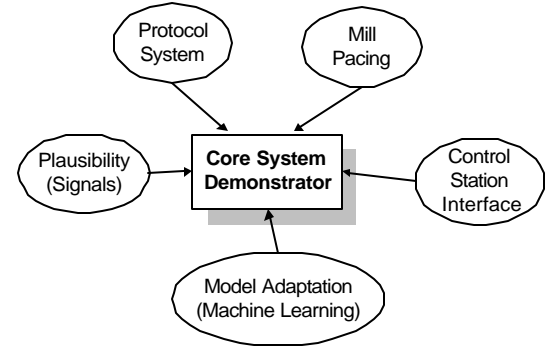 Protocol
System
Mill
Pacing
Plausibility
(Signals)
Core System
Demonstrator
Control
Station
Interface
Model Adaptation
(Machine Learning)